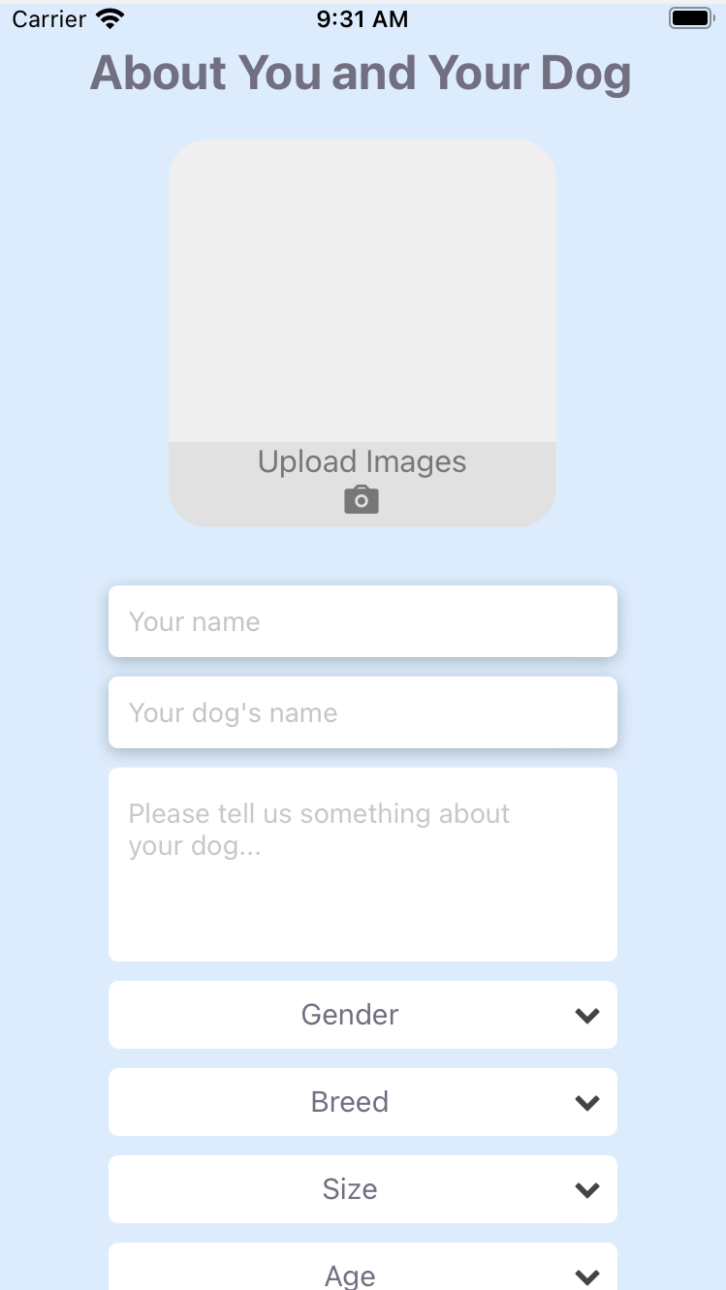 Carrier 9:31 AM
About You and Your Dog
Upload Images
Your name
Your dog's name
Please tell us something about
your dog...
Gender
Breed
Size
Age